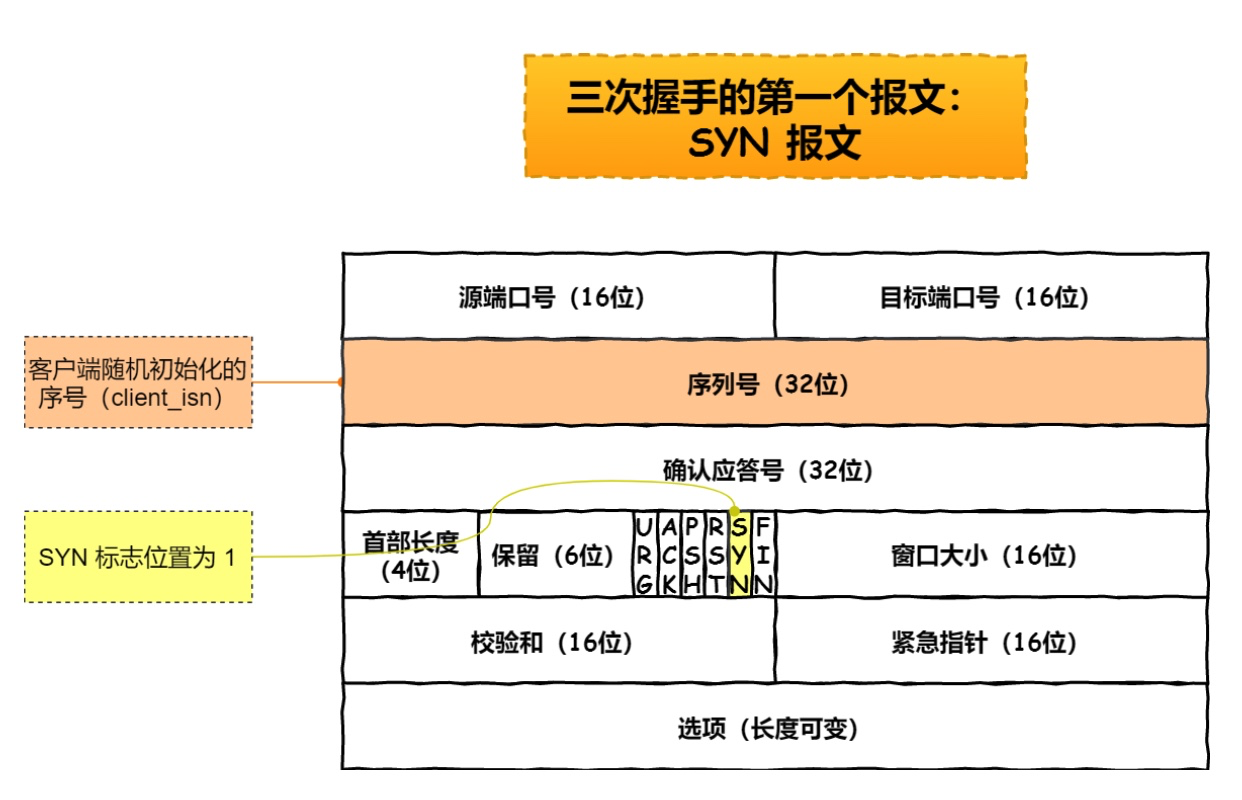 三次握手的第一个报文：
SYN 报文
源端口号（16位）
目标端口号（16位）
客户端随机初始化的
序号（client_isn）
序列号（32位）
确认应答号（32位）
SYN 标志位置为 1
首部长度
（4位）
保留（6位）
URG
ACK
PSH
RST
SYN
FIN
窗口大小（16位）
校验和（16位）
紧急指针（16位）
选项（长度可变）